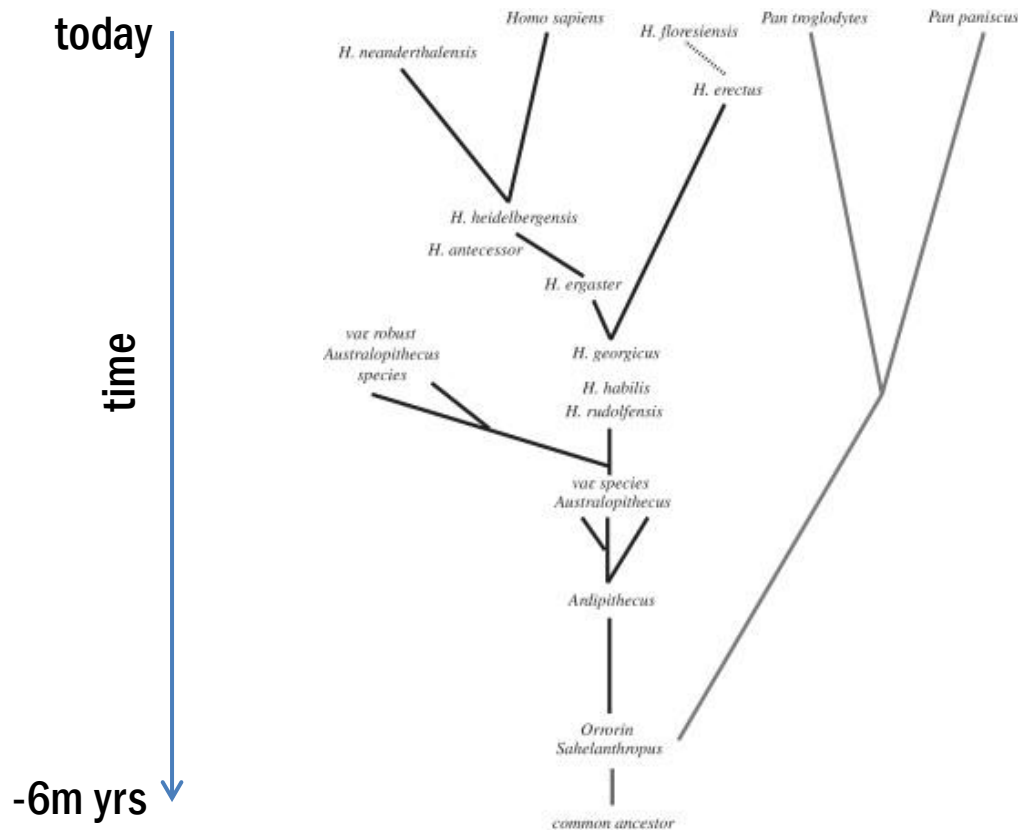 today
time
-6m yrs
Homo sapiens
Pan troglodytes
Pan paniscus
H. floresiensis
H. neanderthalensis
H. erectus
H. heidelbergensis
H. antecessor
H. ergaster
var robust
Australopithecus
species
H. georgicus
H. habilis
H. rudolfensis
var species
Australopithecus
Ardipithecus
Orrorin
Sahelanthropus
common ancestor